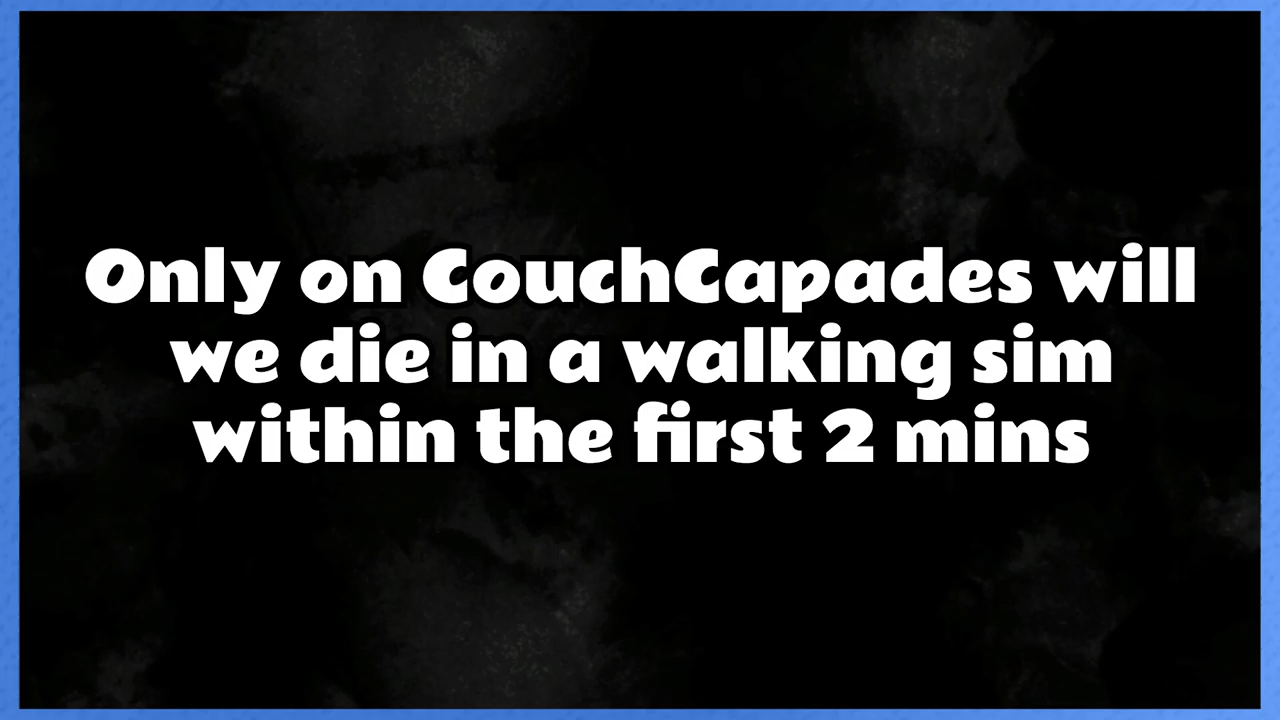 Only on CouchCapades will
we die in a walking sim
within the first 2 mins